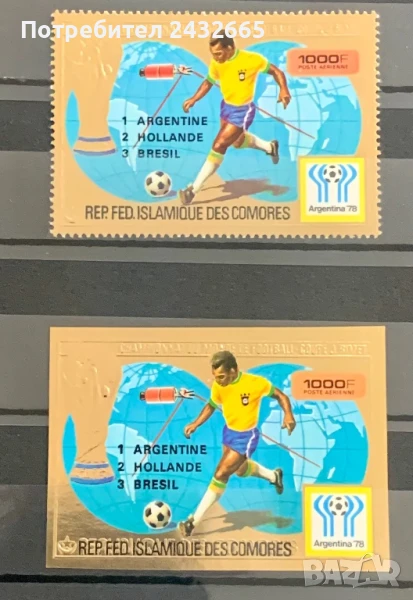 Потребител 2432665
1000F
POSTE AERIENNE
1 ARGENTINE
2 HOLLANDE
3 BRESIL
Argentina '78
REP. FED. ISLAMIQUE DES COMORES
1000F
POSTE AERIENNE
1 ARGENTINE
2 HOLLANDE
3 BRESIL
Argentina '78
REP. FED. ISLAMIQUE DES COMORES
BAZAR